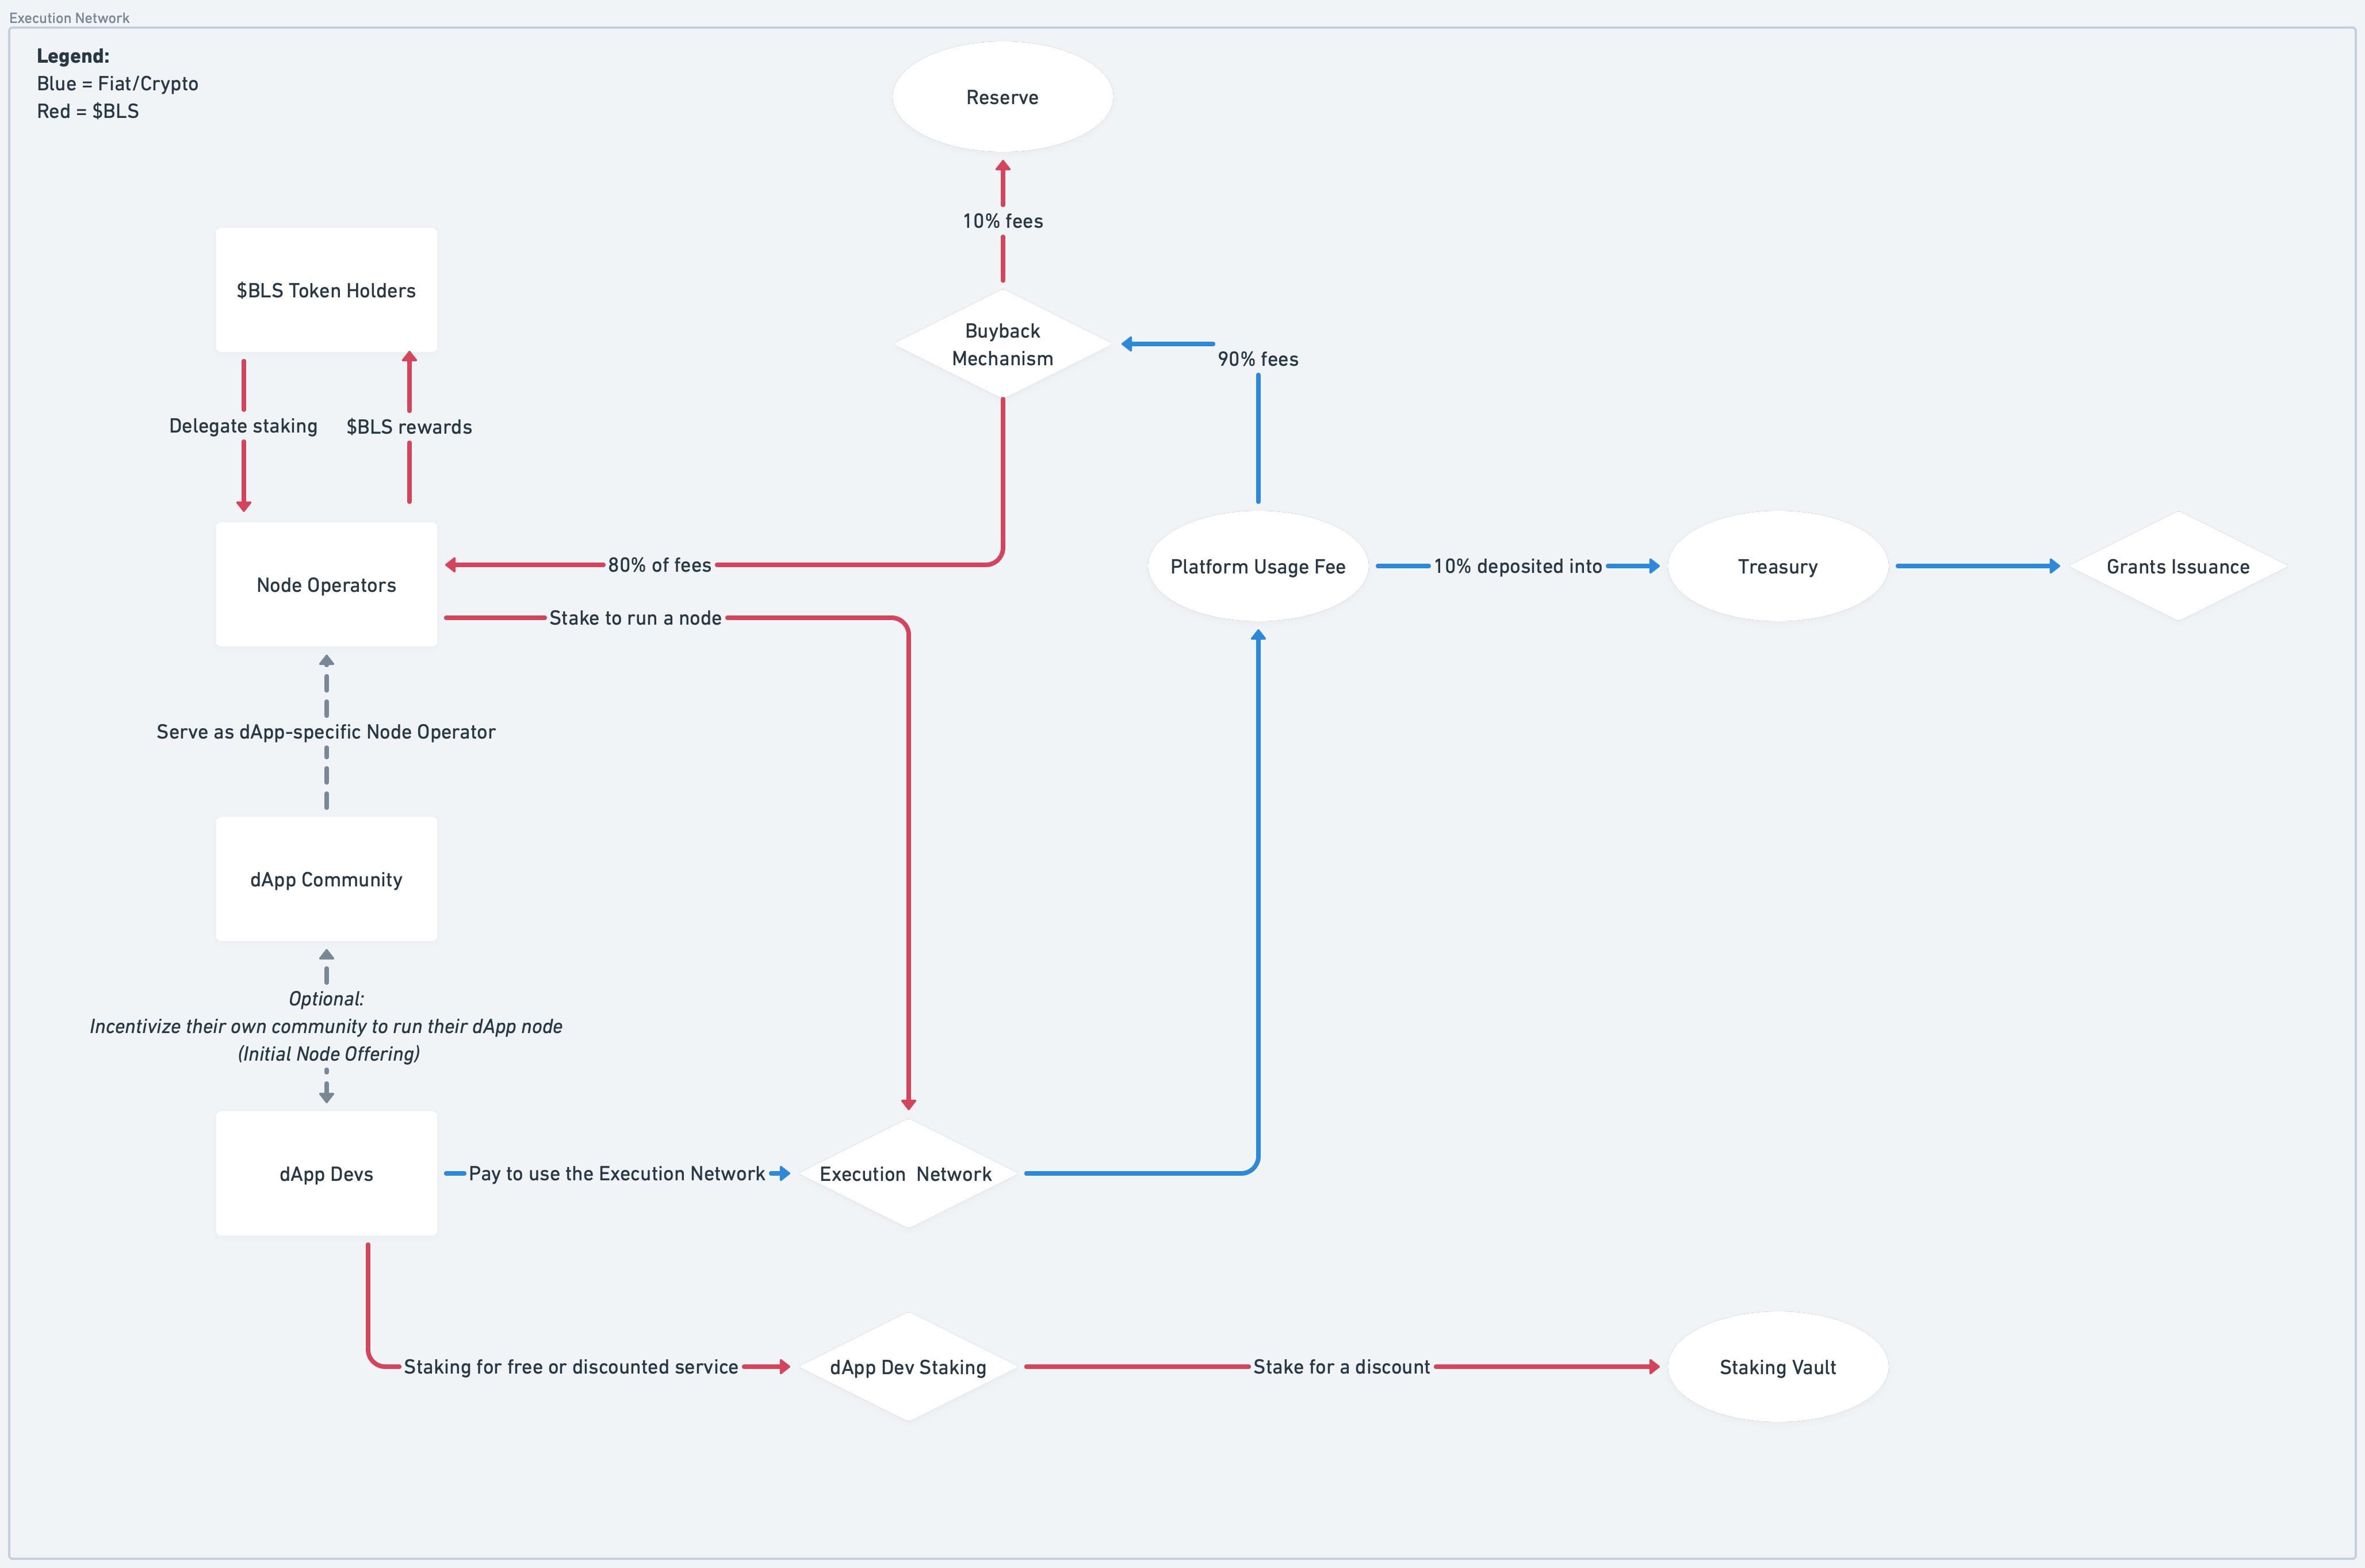 Execution Network
Legend:
Blue = Fiat/Crypto
Red = $BLS
Reserve
10% fees
$BLS Token Holders
Buyback
Mechanism
90% fees
Delegate staking
$BLS rewards
80% of fees
Platform Usage Fee
10% deposited into
Treasury
Grants Issuance
Node Operators
Stake to run a node
Serve as dApp-specific Node Operator
dApp Community
Optional:
Incentivize their own community to run their dApp node
(Initial Node Offering)
dApp Devs
Pay to use the Execution Network
Execution  Network
Staking for free or discounted service
dApp Dev Staking
Stake for a discount
Staking Vault